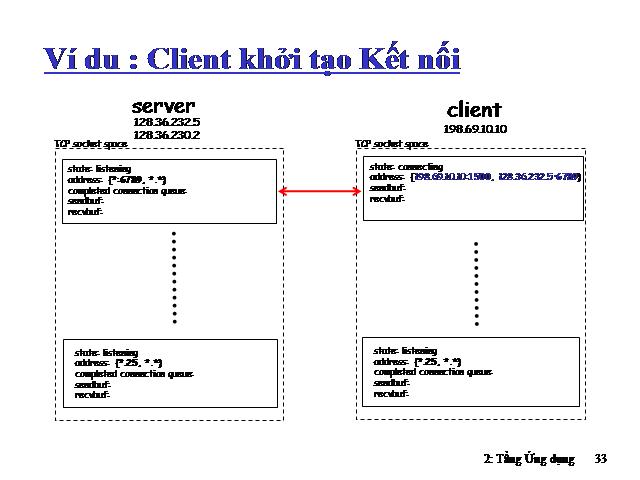 Ví du : Client khởi tạo Kết nối
server
128.36.232.5
128.36.230.2
TCP socket space
state: listening
address: {*:6789, *.*}
completed connection queue:
sendbuf:
recvbuf:
state: listening
address: {*.25, *.*}
completed connection queue:
sendbuf:
recvbuf:
client
198.69.10.10
TCP socket space
state: connecting
address: {198.69.10.10:1500, 128.36.232.5:6789}
sendbuf:
recvbuf:
state: listening
address: {*.25, *.*}
completed connection queue:
sendbuf:
recvbuf:
2: Tầng Ứng dụng 33